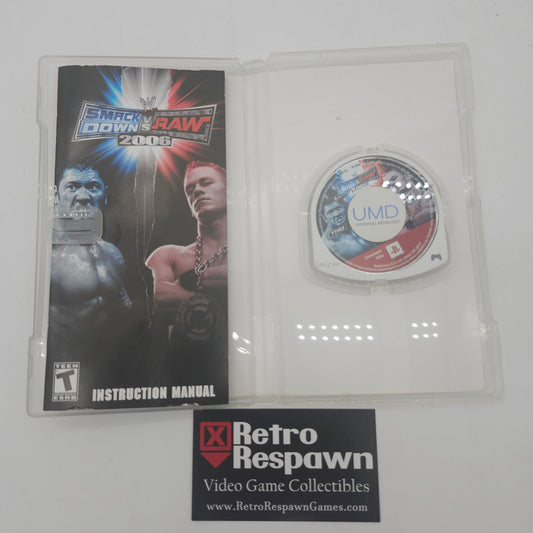 SMACK
DOWN
VS
RAW
2006
TEEN
T
ESRB
INSTRUCTION MANUAL
UMD
Retro
Respawn
Video Game Collectibles
www.RetroRespawnGames.com